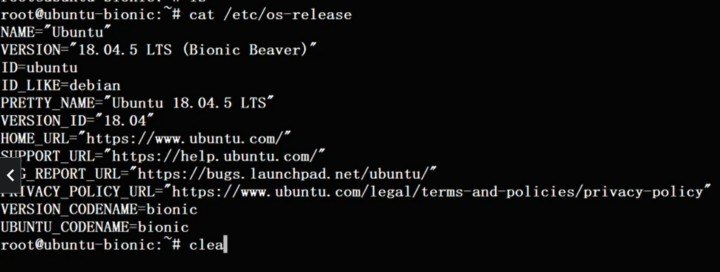 root@ubuntu-bionic:~# cat /etc/os-release
NAME="Ubuntu"
VERSION="18.04.5 LTS (Bionic Beaver)"
ID=ubuntu
ID_LIKE=debian
PRETTY_NAME="Ubuntu 18.04.5 LTS"
VERSION_ID="18.04"
HOME_URL="https://www.ubuntu.com/"
SUPPORT_URL="https://help.ubuntu.com/"
G_REPORT_URL="https://bugs.launchpad.net/ubuntu/"
PRIVACY_POLICY_URL="https://www.ubuntu.com/legal/terms-and-policies/privacy-policy"
VERSION_CODENAME=bionic
UBUNTU_CODENAME=bionic
root@ubuntu-bionic:~# clea